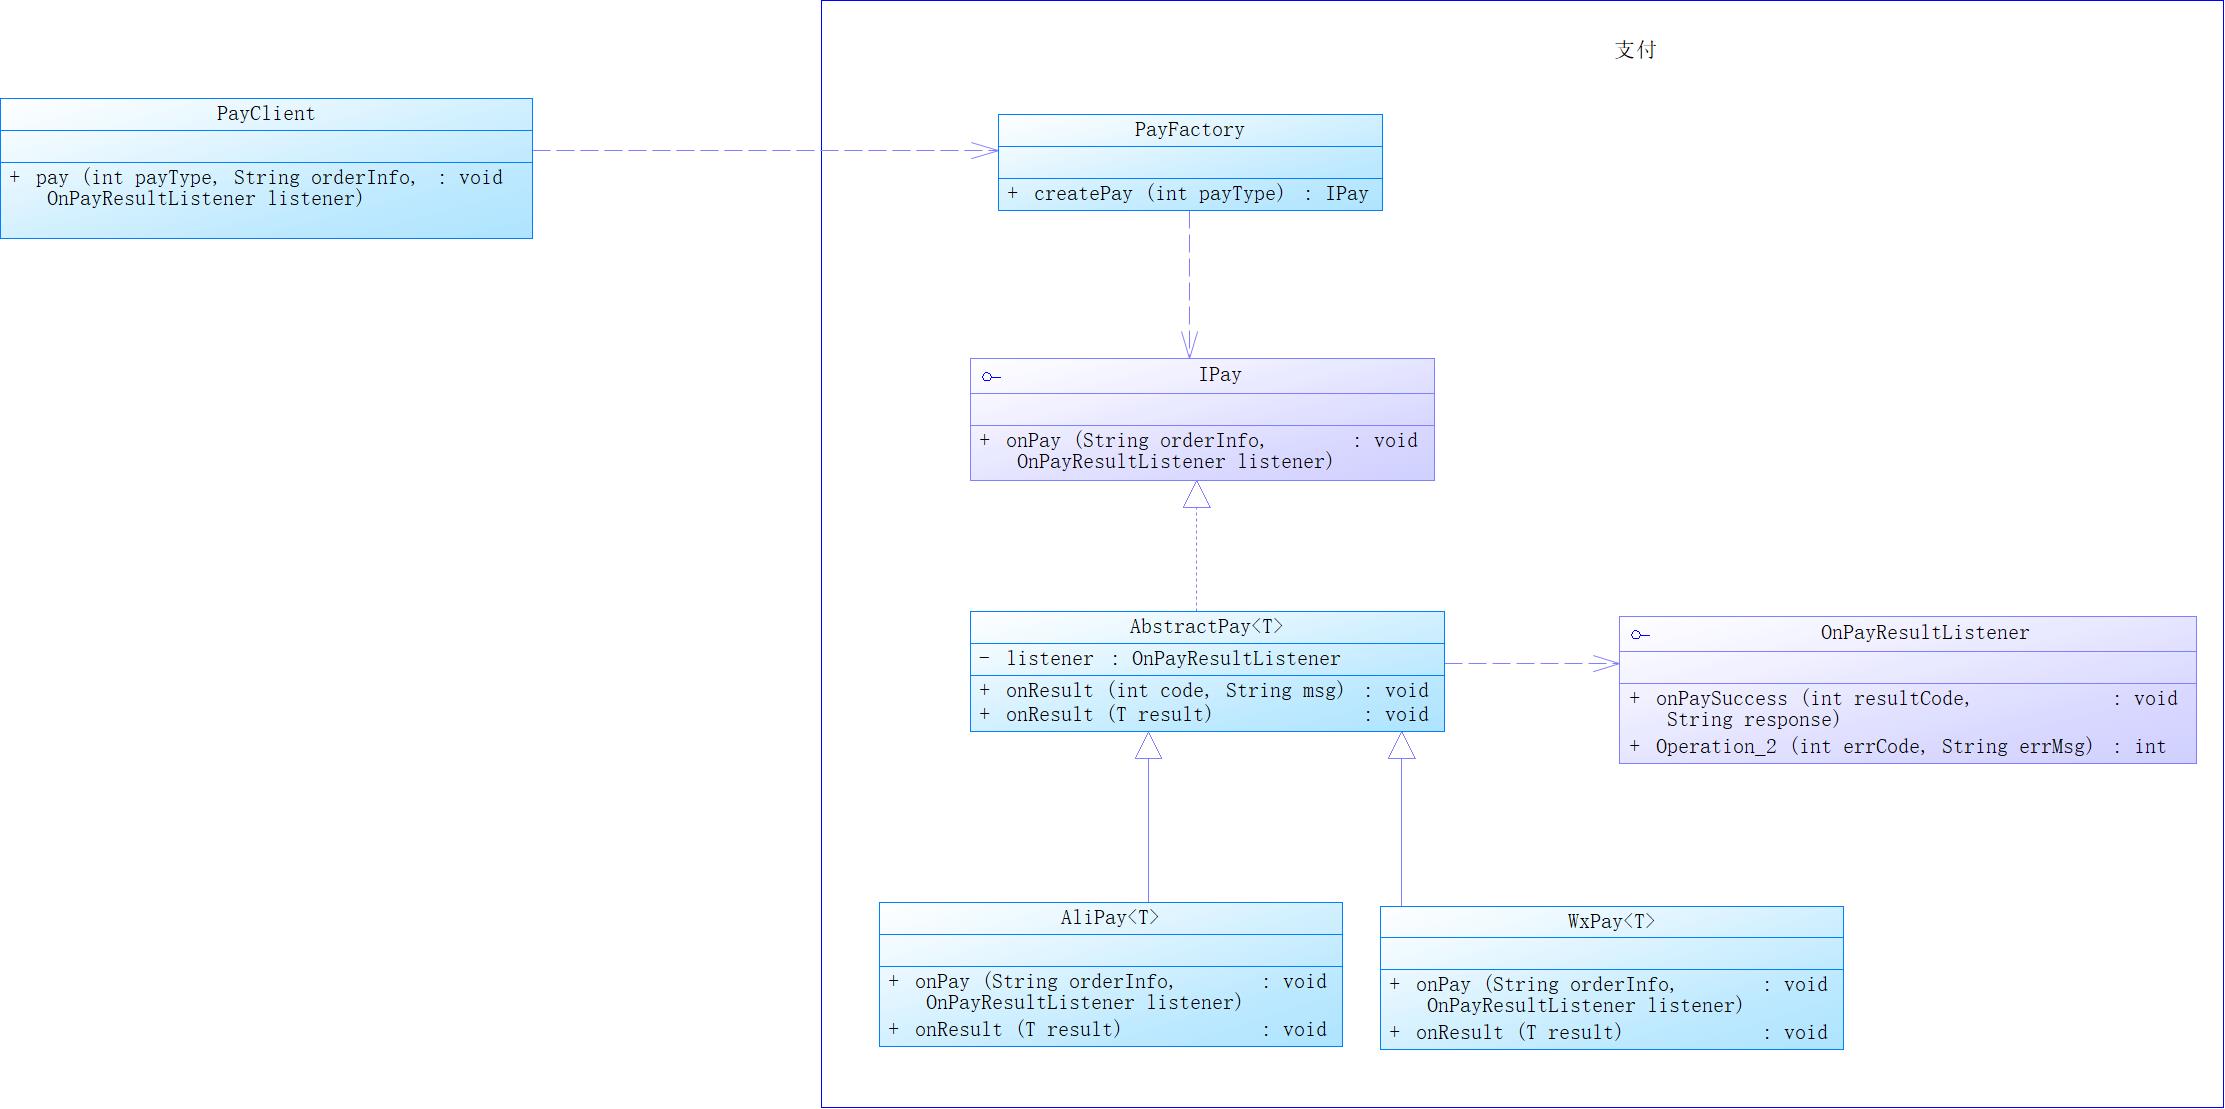 支付
PayClient
+ pay (int payType, String orderInfo, : void
OnPayResultListener listener)
PayFactory
+ createPay (int payType) : IPay
IPay
+ onPay (String orderInfo, : void
OnPayResultListener listener)
AbstractPay<T>
- listener : OnPayResultListener
+ onResult (int code, String msg) : void
+ onResult (T result) : void
OnPayResultListener
+ onPaySuccess (int resultCode, : void
String response)
+ Operation_2 (int errCode, String errMsg) : int
AliPay<T>
+ onPay (String orderInfo, : void
OnPayResultListener listener)
+ onResult (T result) : void
WxPay<T>
+ onPay (String orderInfo, : void
OnPayResultListener listener)
+ onResult (T result) : void